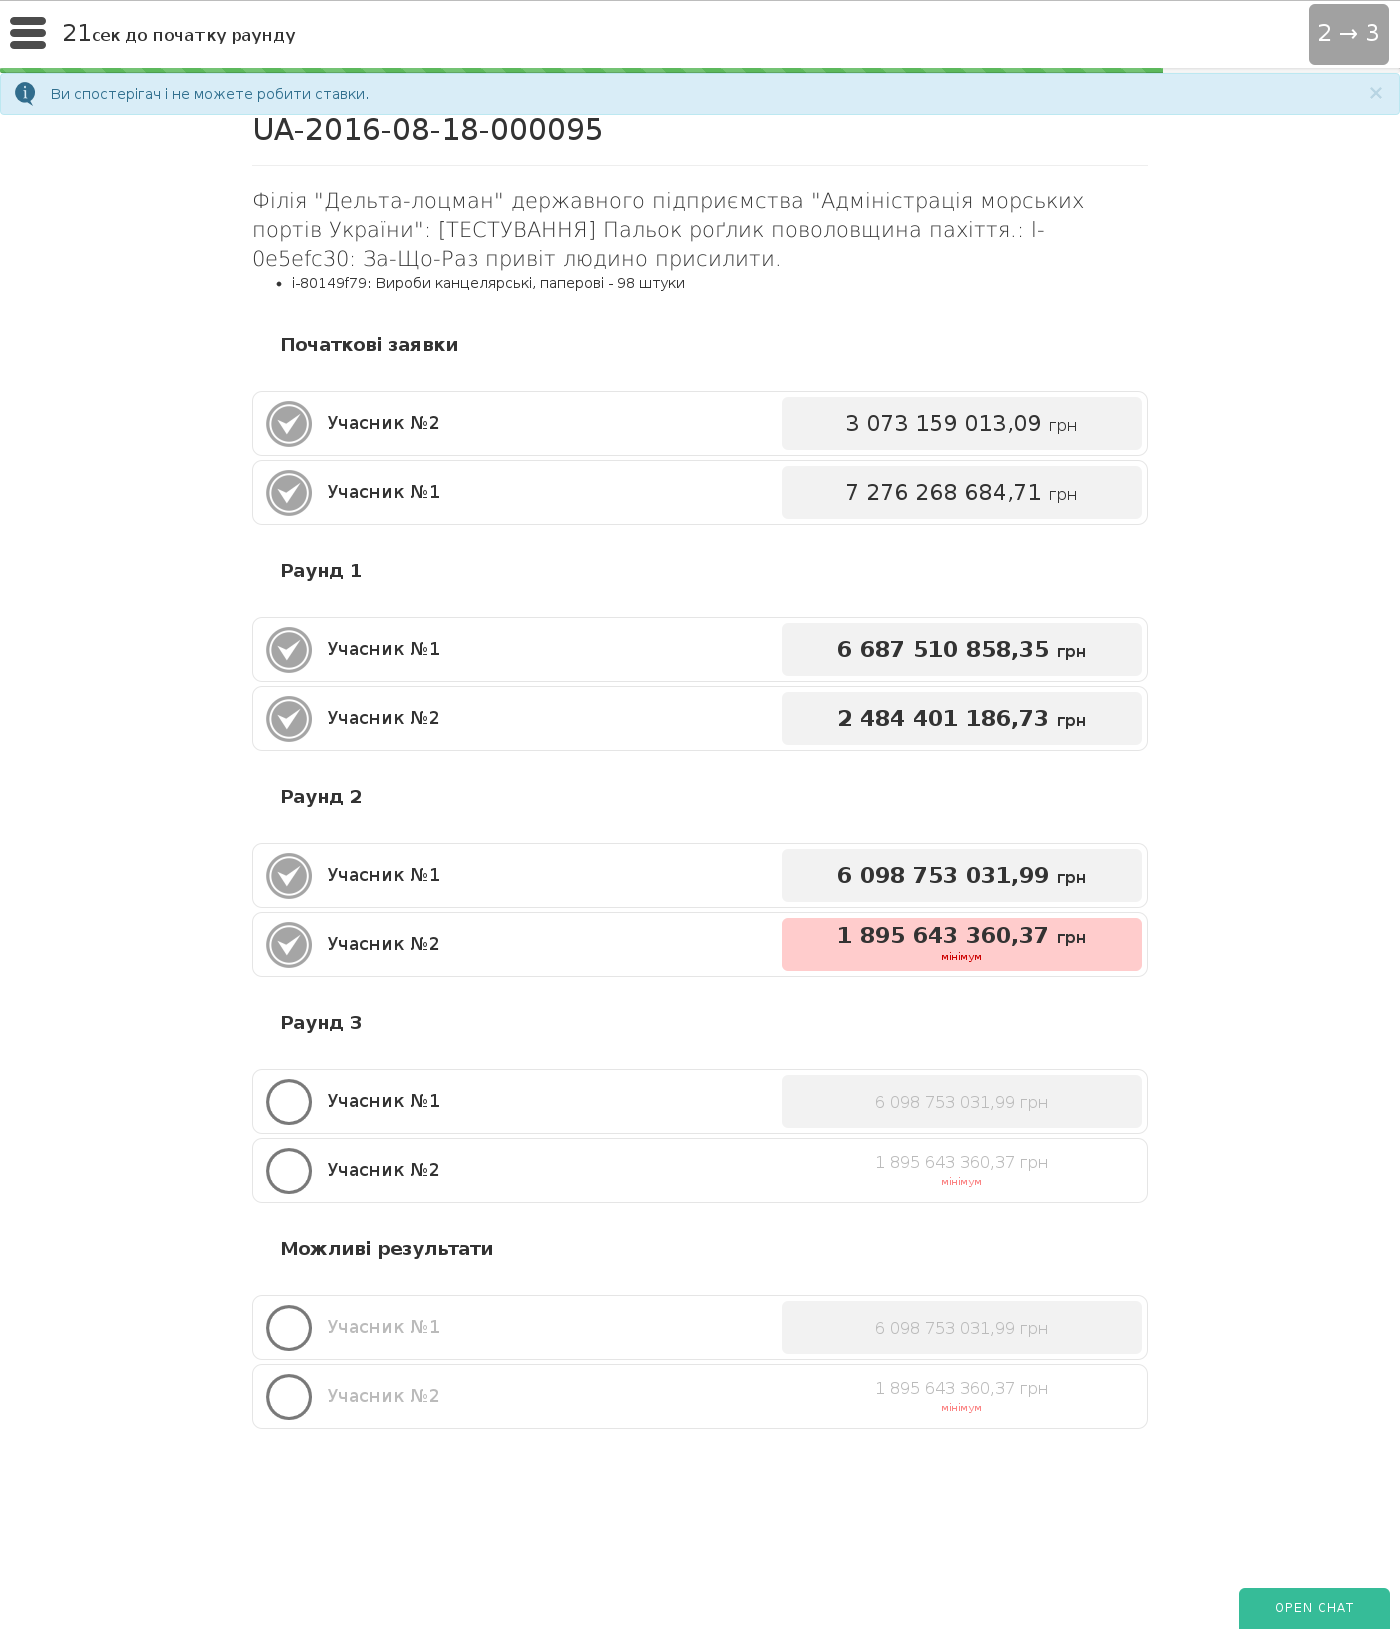 21сек до початку раунду
2 → 3
Ви спостерігач і не можете робити ставки.
×
UA-2016-08-18-000095
Філія "Дельта-лоцман" державного підприємства "Адміністрація морських
портів України": [ТЕСТУВАННЯ] Пальок роґлик поволовщина пахіття.: І-
0e5efc30: За-Що-Раз привіт людино присилити.
• i-80149f79: Вироби канцелярські, паперові - 98 штуки
Початкові заявки
Учасник №2
3 073 159 013,09 грн
Учасник №1
7 276 268 684,71 грн
Раунд 1
Учасник №1
6 687 510 858,35 грн
Учасник №2
2 484 401 186,73 грн
Раунд 2
Учасник №1
6 098 753 031,99 грн
Учасник №2
1 895 643 360,37 грн
мінімум
Раунд 3
Учасник №1
6 098 753 031,99 грн
Учасник №2
1 895 643 360,37 грн
мінімум
Можливі результати
Учасник №1
6 098 753 031,99 грн
Учасник №2
1 895 643 360,37 грн
мінімум
OPEN CHAT